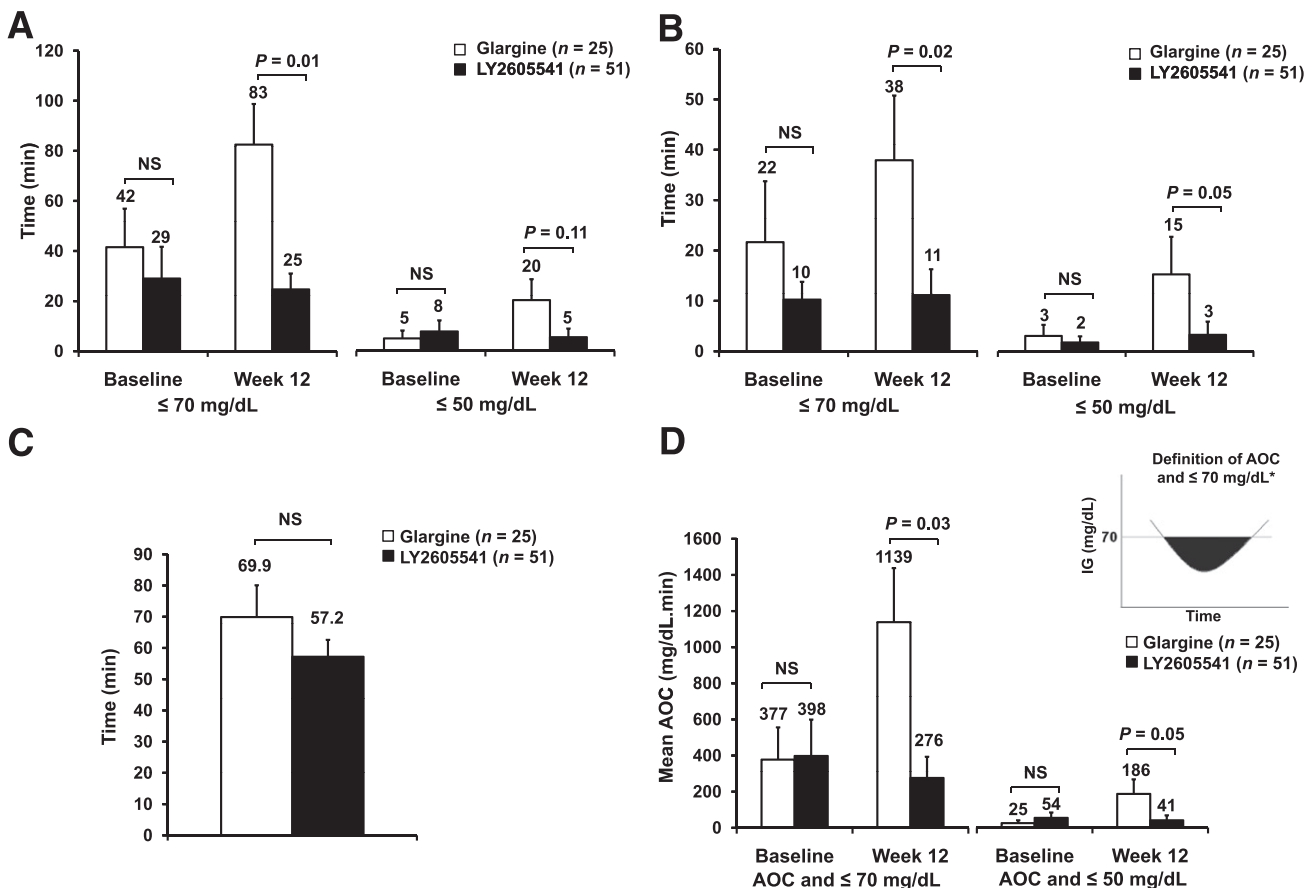 A
Time (min)
120
100
80
60
40
20
0
Glargine (n = 25)
LY2605541 (n = 51)
NS
42
29
P = 0.01
83
25
NS
5
8
P = 0.11
20
5
Baseline
Week 12
≤ 70 mg/dL
Baseline
Week 12
≤ 50 mg/dL
B
Time (min)
60
50
40
30
20
10
0
Glargine (n = 25)
LY2605541 (n = 51)
NS
22
10
P = 0.02
38
11
NS
3
2
P = 0.05
15
3
Baseline
Week 12
≤ 70 mg/dL
Baseline
Week 12
≤ 50 mg/dL
C
Time (min)
90
80
70
60
50
40
30
20
10
0
NS
69.9
57.2
Glargine (n = 25)
LY2605541 (n = 51)
D
Definition of AOC
and ≤ 70 mg/dL*
IG (mg/dL)
70
Time
Glargine (n = 25)
LY2605541 (n = 51)
Mean AOC (mg/dL.min)
1600
1400
1200
1000
800
600
400
200
0
NS
377
398
P = 0.03
1139
276
NS
25
54
P = 0.05
186
41
Baseline
Week 12
AOC and ≤ 70 mg/dL
Baseline
Week 12
AOC and ≤ 50 mg/dL